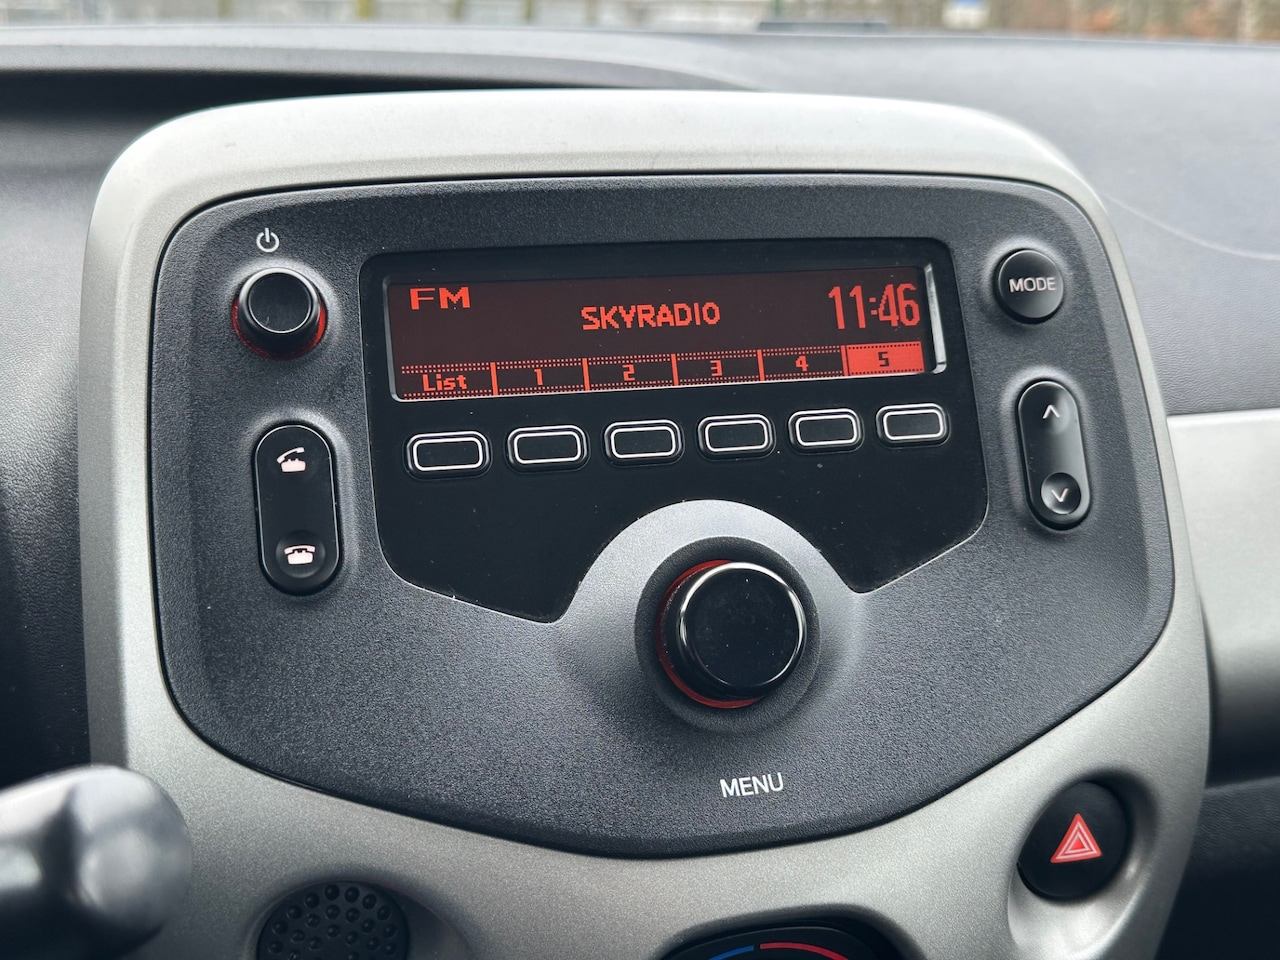 FM
SKYRADIO
11:46
List 1 2 3 4 5
MODE
MENU